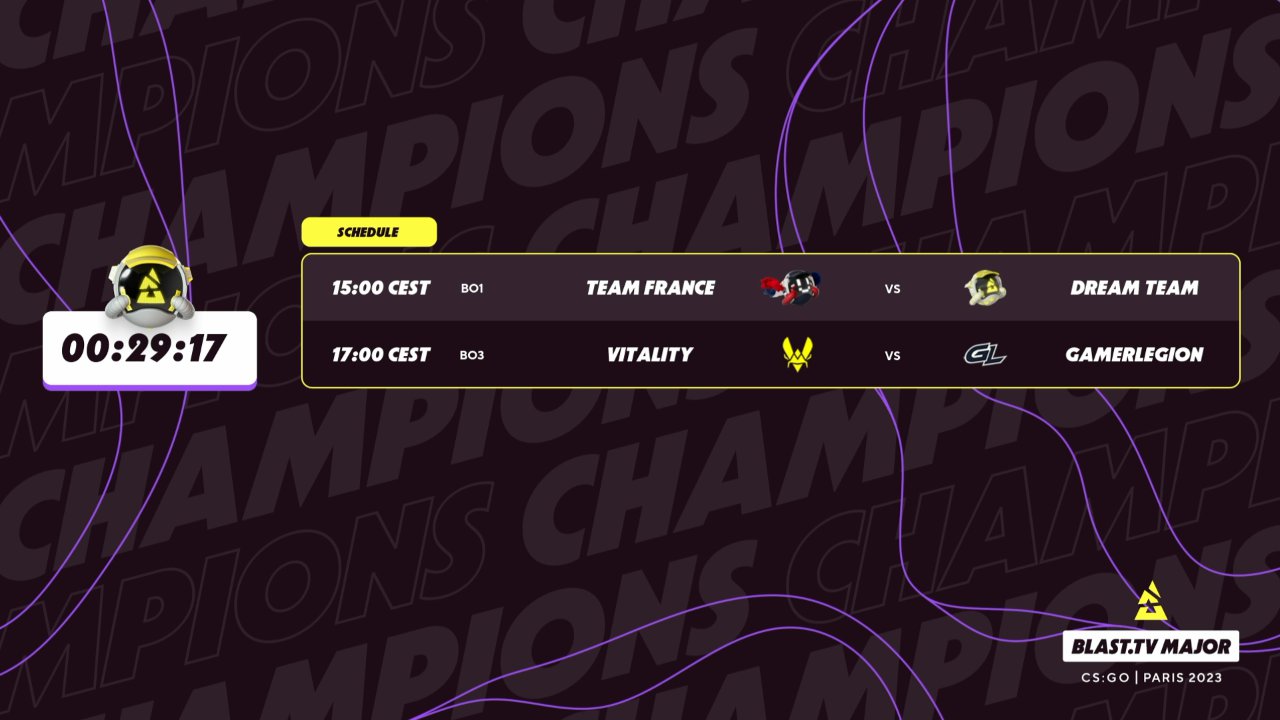 CHAMPIONS
SCHEDULE
15:00 CEST BO1 TEAM FRANCE VS DREAM TEAM
00:29:17
17:00 CEST BO3 VITALITY VS GL GAMERLEGION
BLAST.TV MAJOR
CS:GO | PARIS 2023